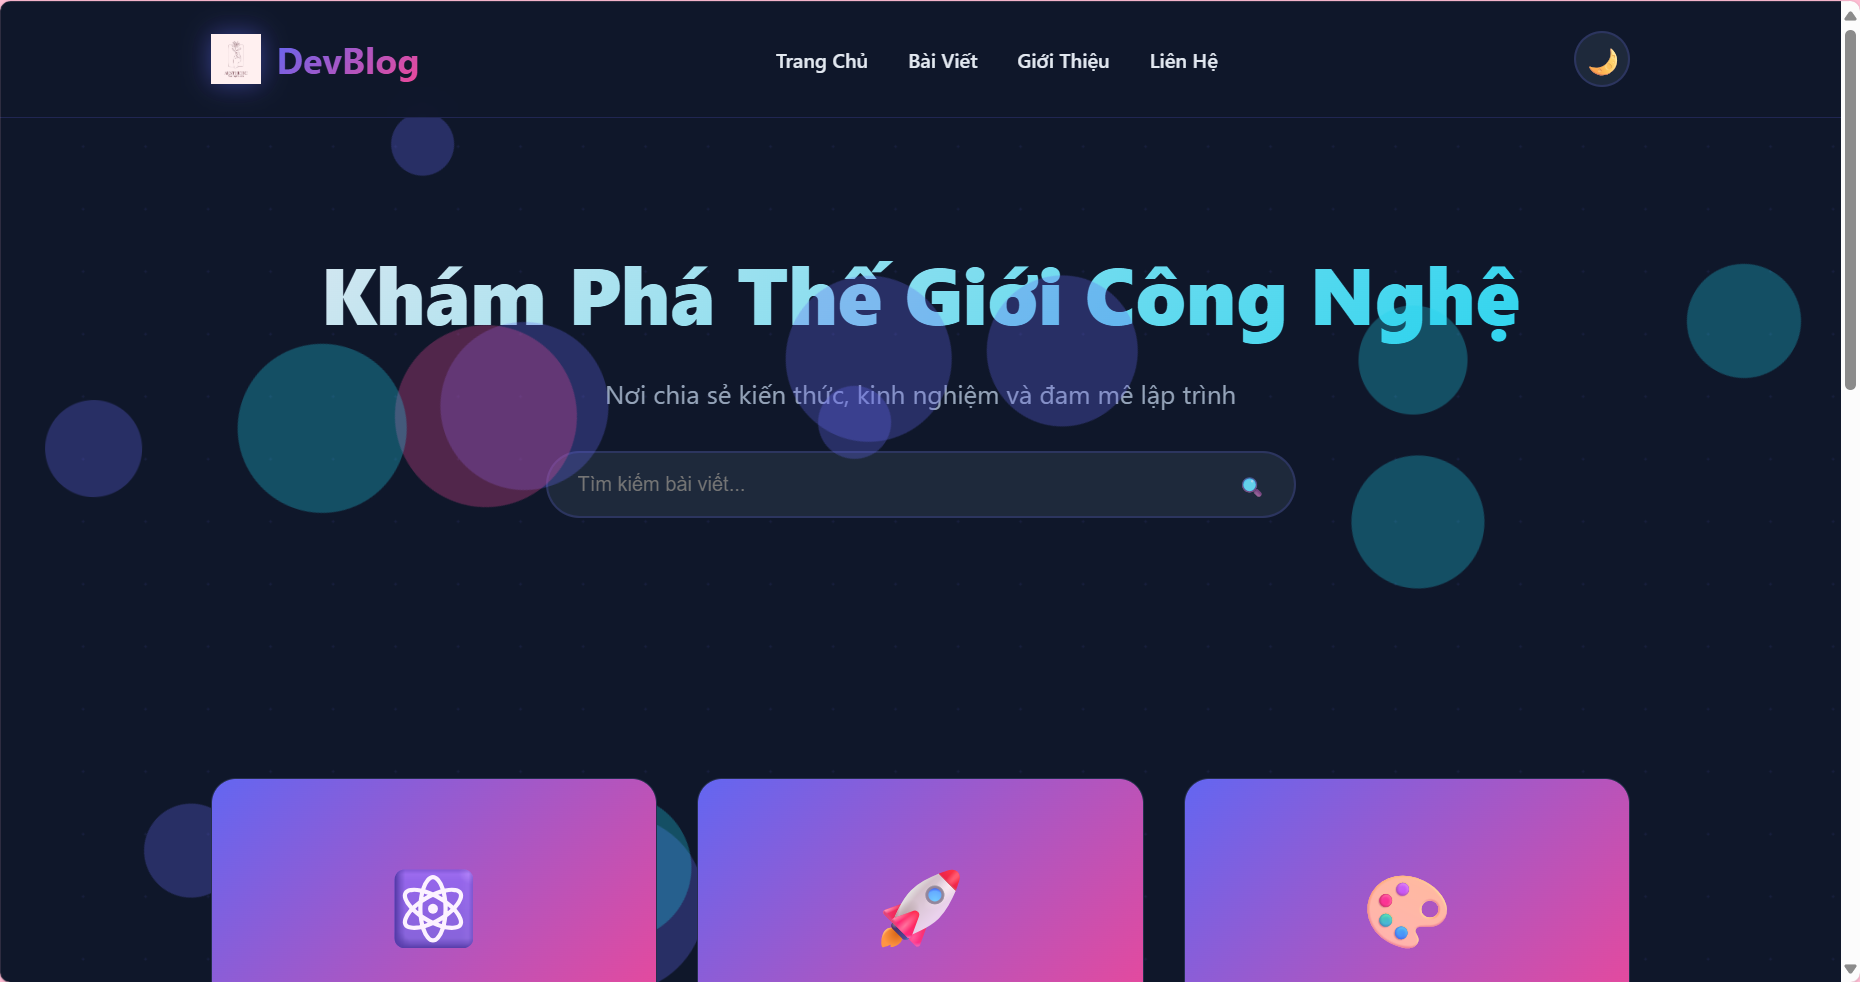 DevBlog
Trang Chủ
Bài Viết
Giới Thiệu
Liên Hệ
Khám Phá Thế Giới Công Nghệ
Nơi chia sẻ kiến thức, kinh nghiệm và đam mê lập trình
Tìm kiếm bài viết...